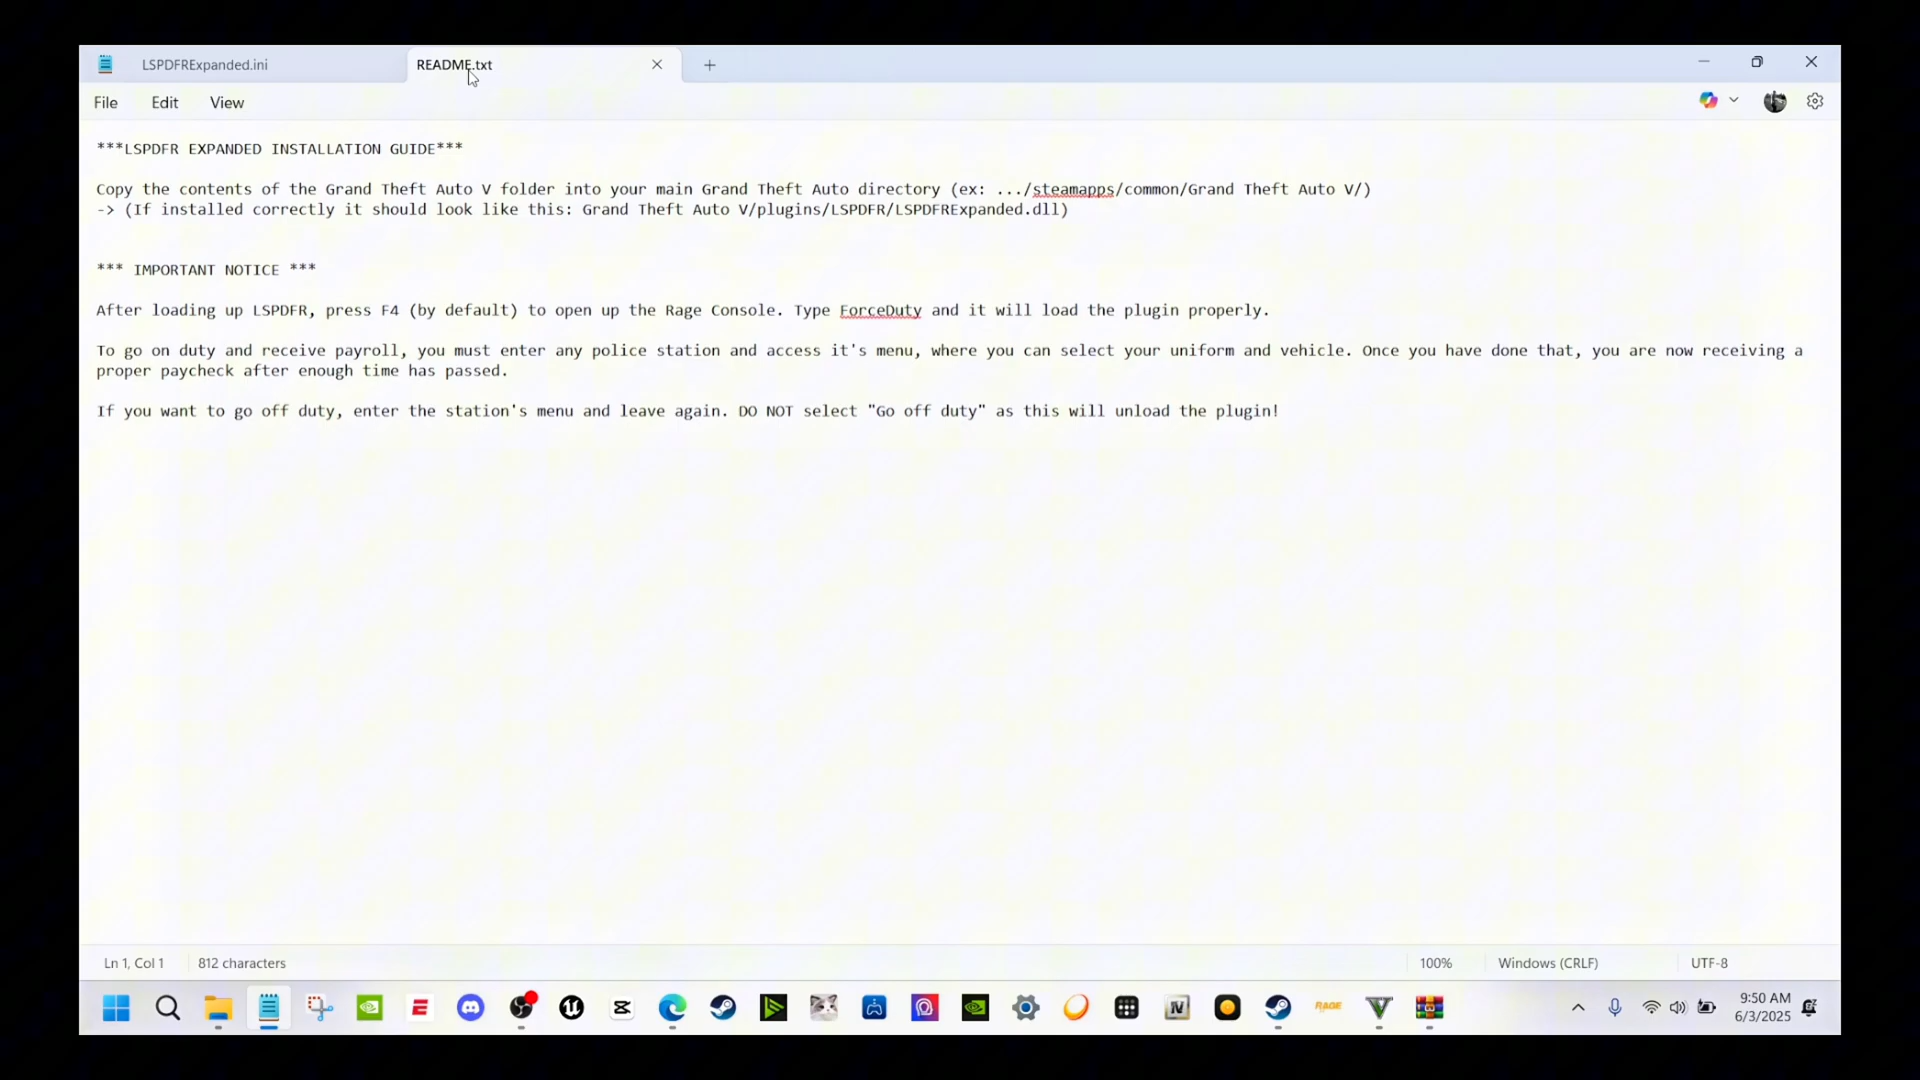 LSPDFRExpanded.ini
README.txt
File Edit View
***LSPDFR EXPANDED INSTALLATION GUIDE***
Copy the contents of the Grand Theft Auto V folder into your main Grand Theft Auto directory (ex: .../steamapps/common/Grand Theft Auto V/)
-> (If installed correctly it should look like this: Grand Theft Auto V/plugins/LSPDFR/LSPDFRExpanded.dll)
*** IMPORTANT NOTICE ***
After loading up LSPDFR, press F4 (by default) to open up the Rage Console. Type ForceDuty and it will load the plugin properly.
To go on duty and receive payroll, you must enter any police station and access it's menu, where you can select your uniform and vehicle. Once you have done that, you are now receiving a
proper paycheck after enough time has passed.
If you want to go off duty, enter the station's menu and leave again. DO NOT select "Go off duty" as this will unload the plugin!
Ln 1, Col 1 812 characters 100% Windows (CRLF) UTF-8
RAGE
9:50 AM
6/3/2025